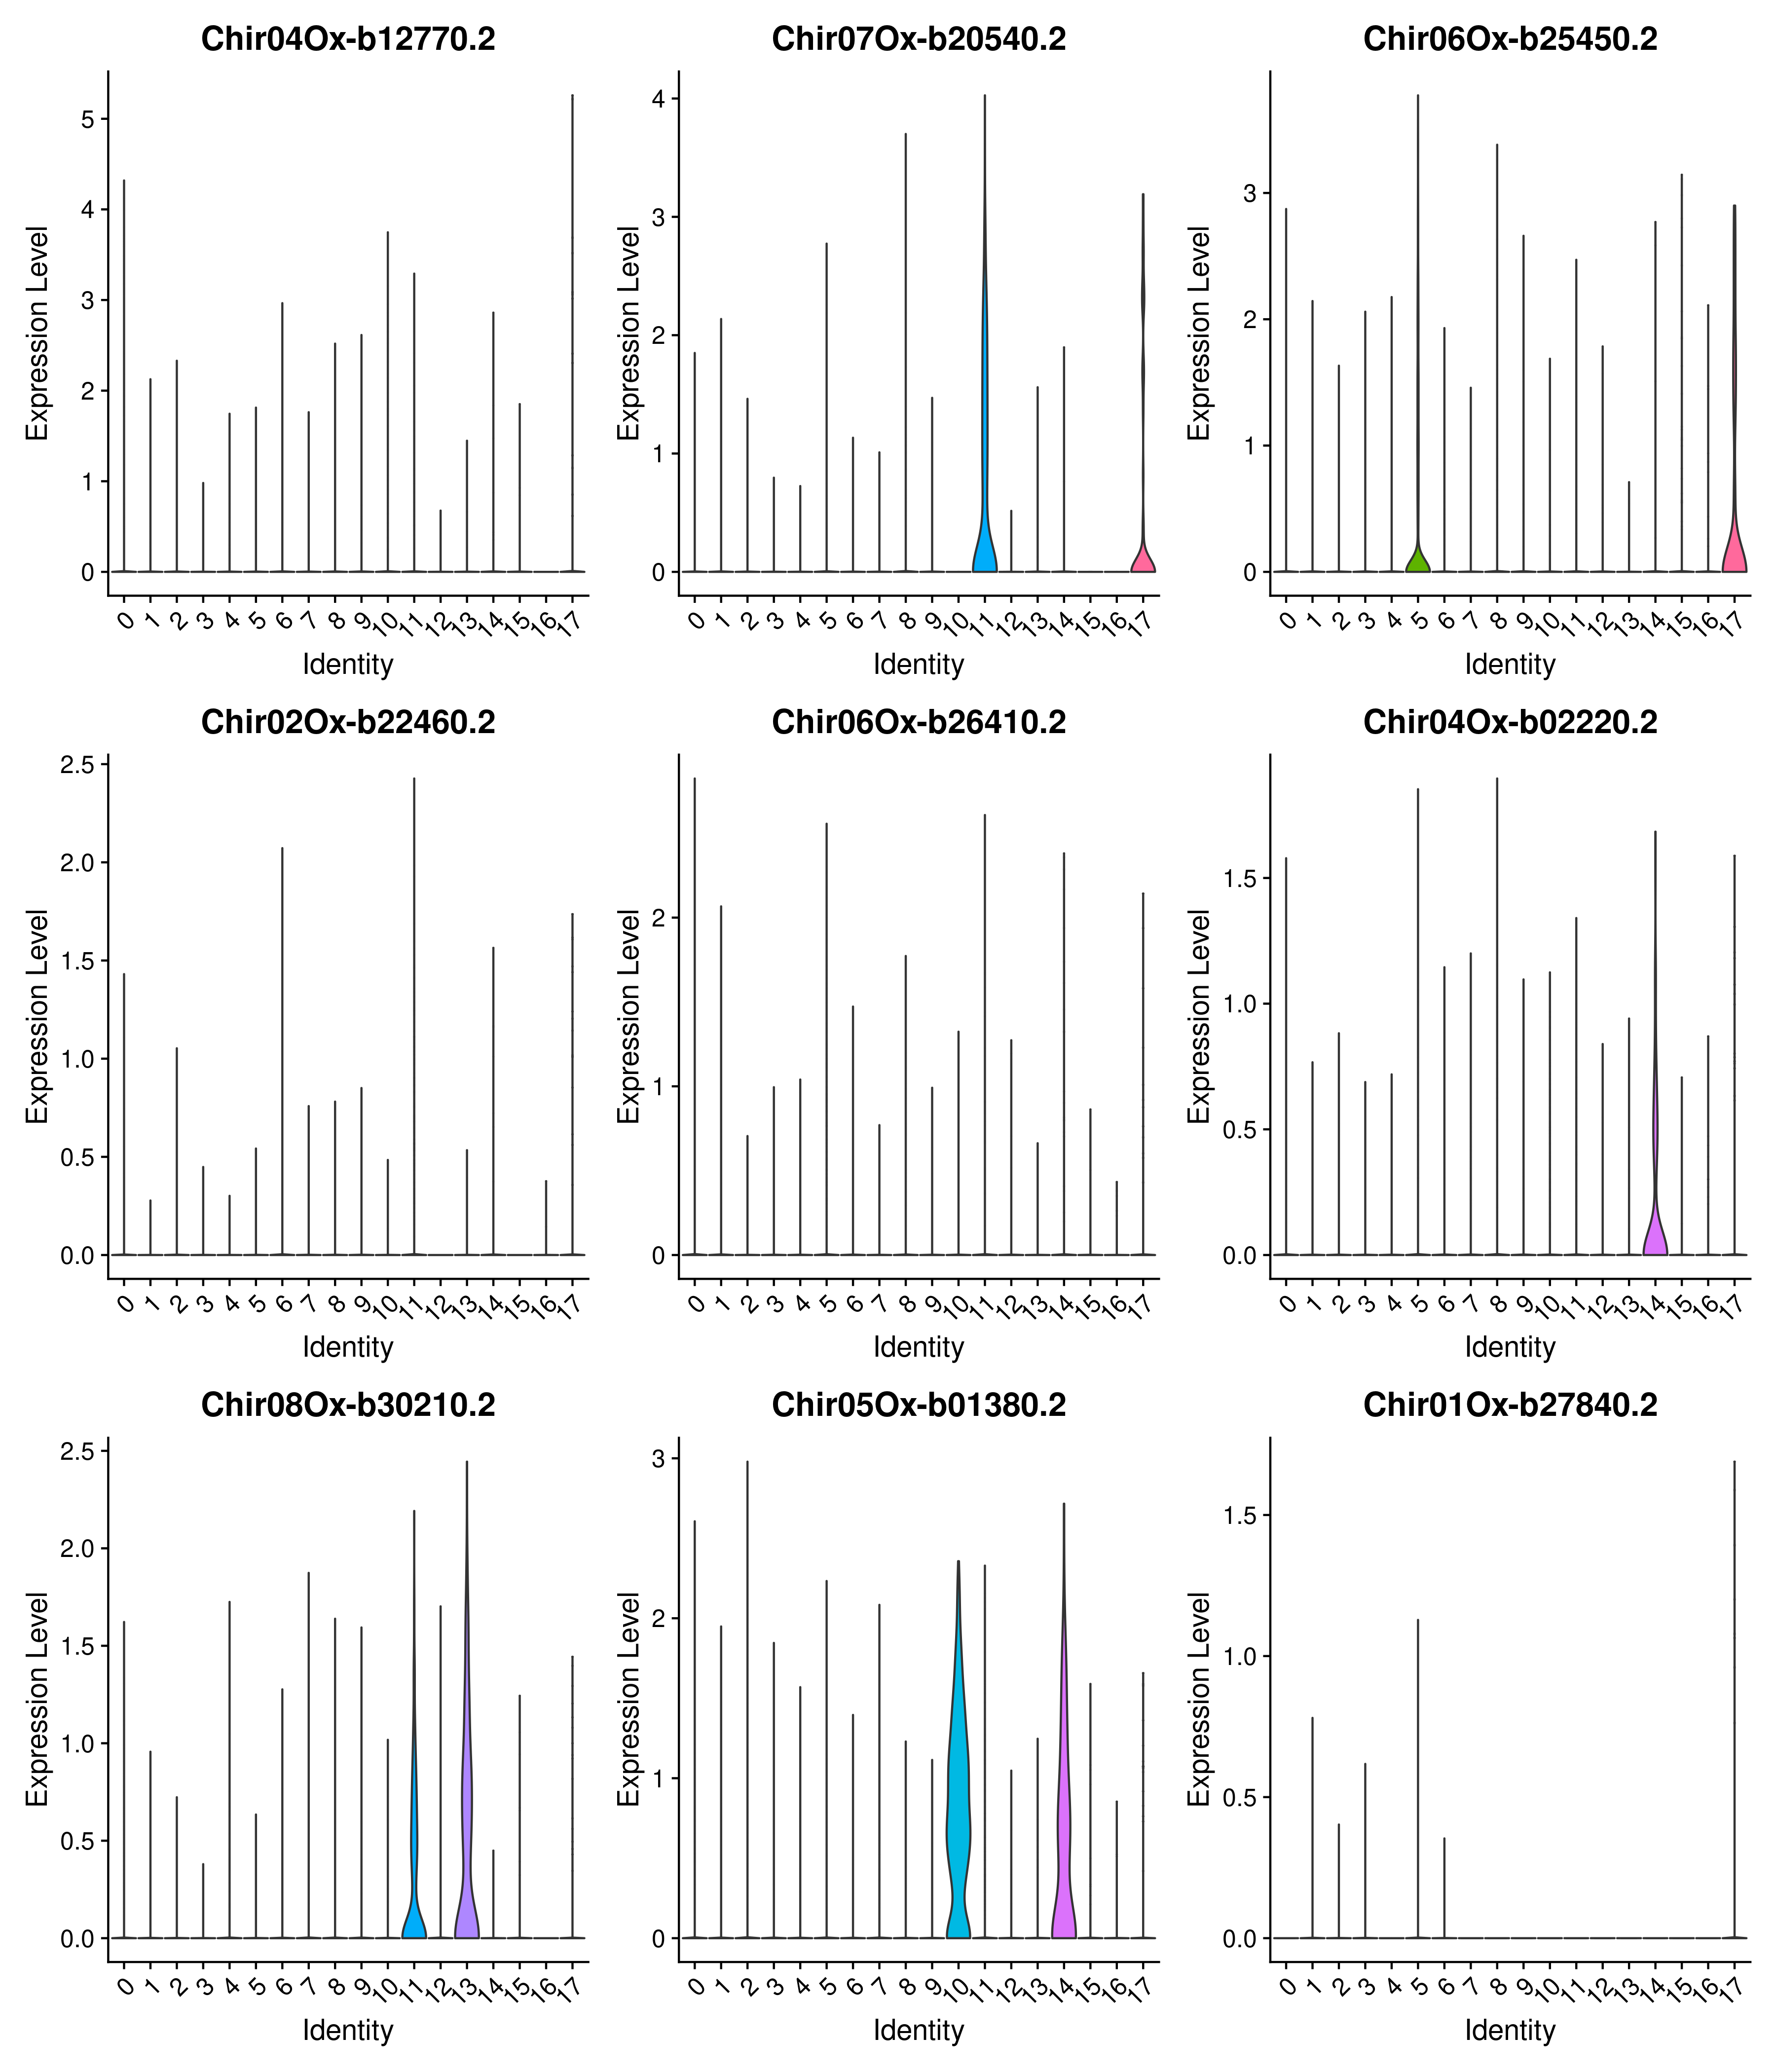 Chir04Ox-b12770.2
Expression Level
5
4
3
2
1
0
0 1 2 3 4 5 6 7 8 9 10 11 12 13 14 15 16 17
Identity
Chir07Ox-b20540.2
Expression Level
4
3
2
1
0
0 1 2 3 4 5 6 7 8 9 10 11 12 13 14 15 16 17
Identity
Chir06Ox-b25450.2
Expression Level
3
2
1
0
0 1 2 3 4 5 6 7 8 9 10 11 12 13 14 15 16 17
Identity
Chir02Ox-b22460.2
Expression Level
2.5
2.0
1.5
1.0
0.5
0.0
0 1 2 3 4 5 6 7 8 9 10 11 12 13 14 15 16 17
Identity
Chir06Ox-b26410.2
Expression Level
2
1
0
0 1 2 3 4 5 6 7 8 9 10 11 12 13 14 15 16 17
Identity
Chir04Ox-b02220.2
Expression Level
1.5
1.0
0.5
0.0
0 1 2 3 4 5 6 7 8 9 10 11 12 13 14 15 16 17
Identity
Chir08Ox-b30210.2
Expression Level
2.5
2.0
1.5
1.0
0.5
0.0
0 1 2 3 4 5 6 7 8 9 10 11 12 13 14 15 16 17
Identity
Chir05Ox-b01380.2
Expression Level
3
2
1
0
0 1 2 3 4 5 6 7 8 9 10 11 12 13 14 15 16 17
Identity
Chir01Ox-b27840.2
Expression Level
1.5
1.0
0.5
0.0
0 1 2 3 4 5 6 7 8 9 10 11 12 13 14 15 16 17
Identity